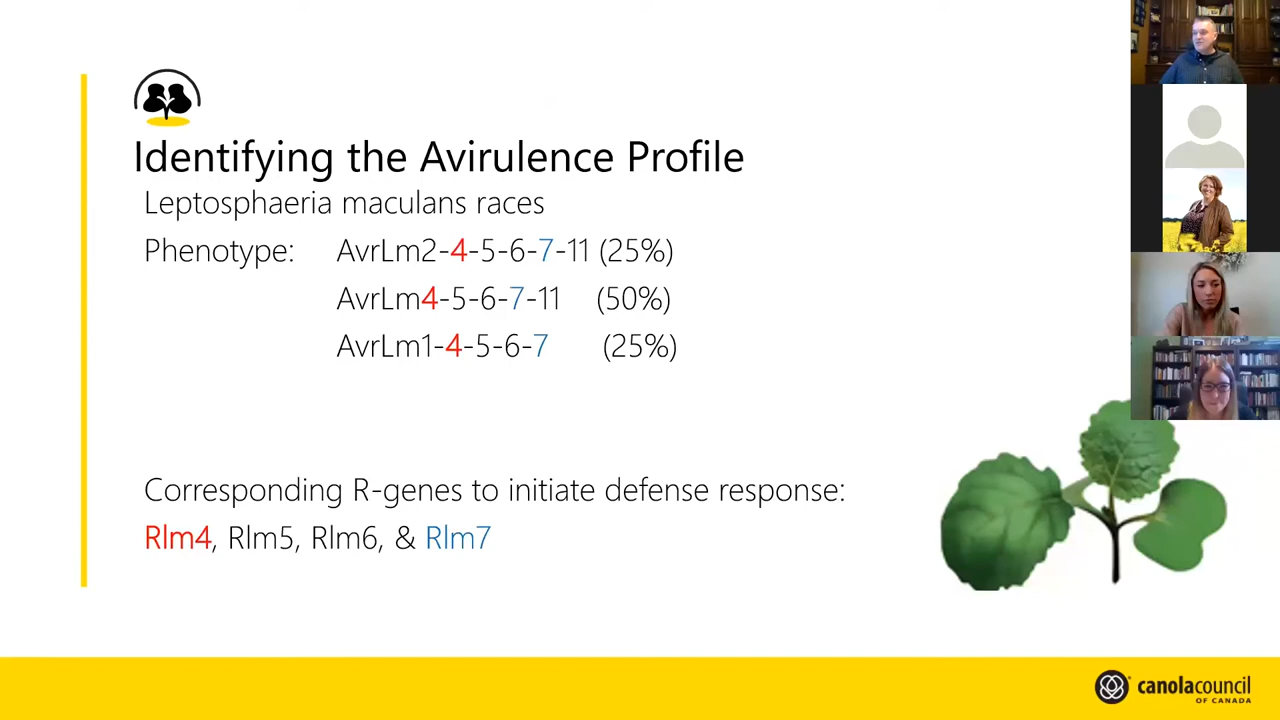 Identifying the Avirulence Profile
Leptosphaeria maculans races
Phenotype: AvrLm2-4-5-6-7-11 (25%)
AvrLm4-5-6-7-11 (50%)
AvrLm1-4-5-6-7 (25%)
Corresponding R-genes to initiate defense response:
Rlm4, Rlm5, Rlm6, & Rlm7
canolacouncil
OF CANADA